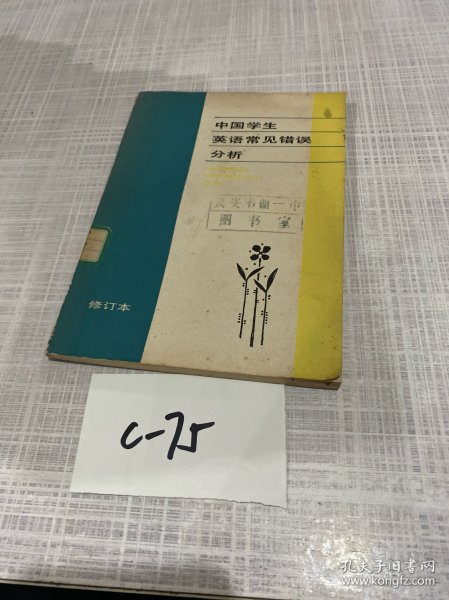 中国学生
英语常见错误
分析
图书室
修订本
C-75
孔夫子旧书网
www.kongfz.com